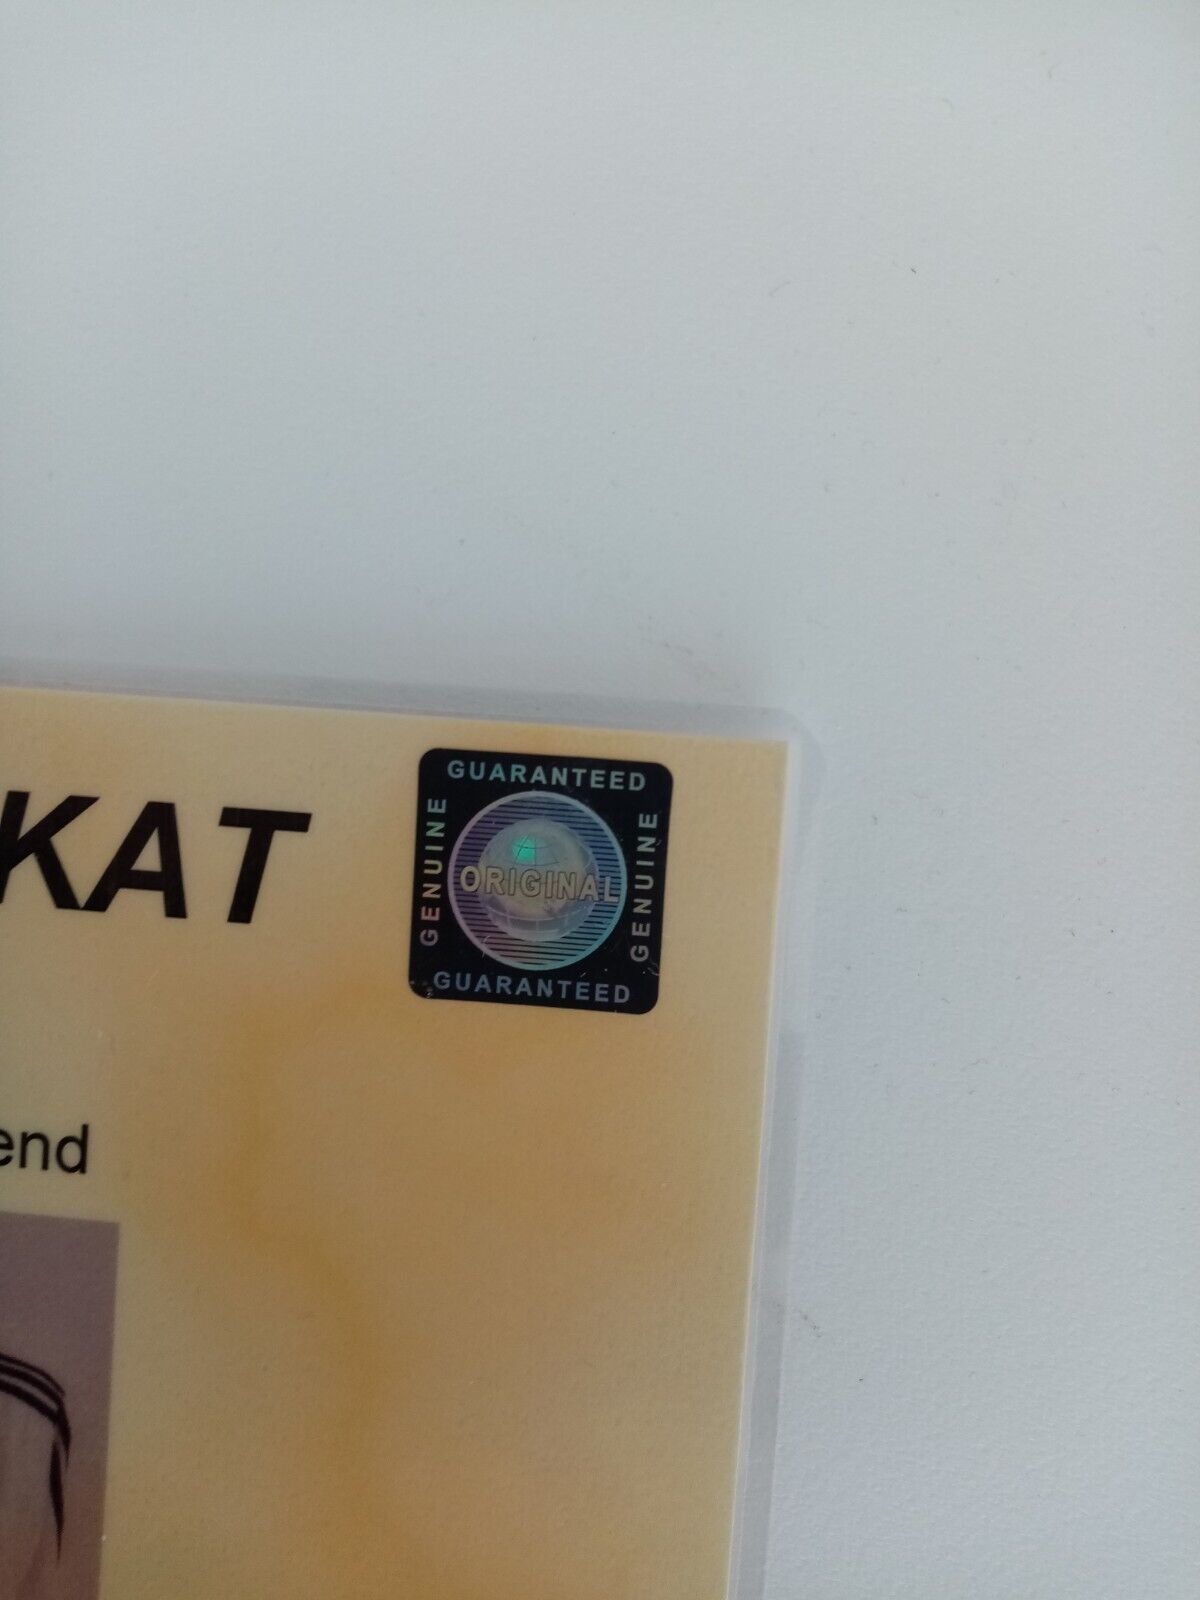 KAT
GUARANTEED
GENUINE
ORIGINAL
GENUINE
GUARANTEED
end